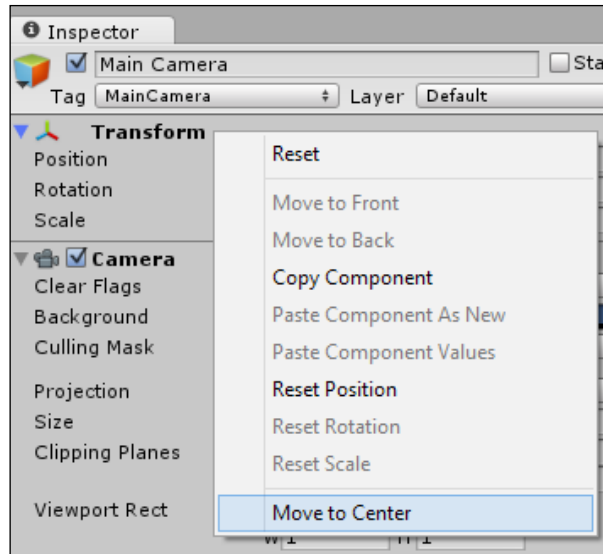 Inspector
Main Camera Sta
Tag MainCamera Layer Default
Transform
Position
Rotation
Scale
Camera
Clear Flags
Background
Culling Mask
Projection
Size
Clipping Planes
Viewport Rect
Reset
Move to Front
Move to Back
Copy Component
Paste Component As New
Paste Component Values
Reset Position
Reset Rotation
Reset Scale
Move to Center